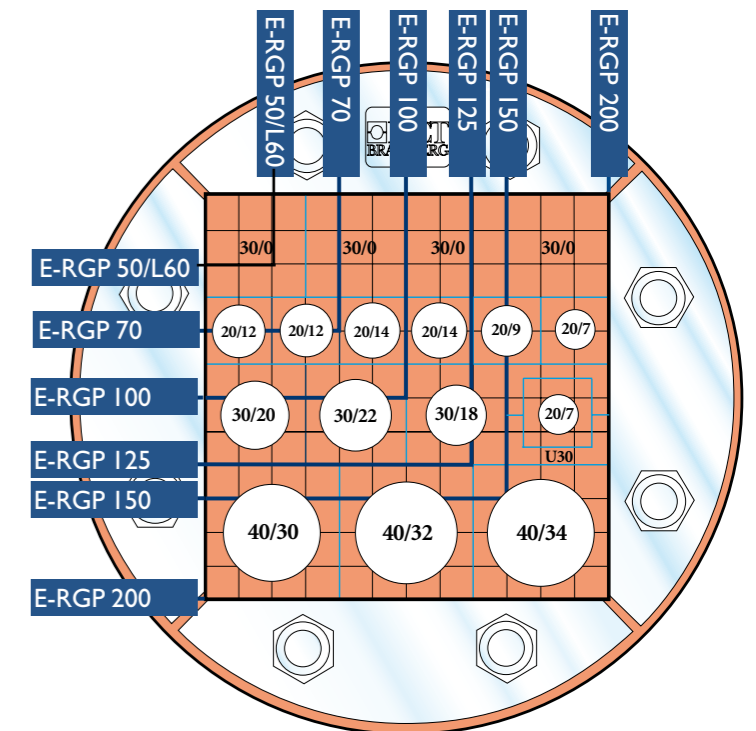 E-RGP 50/L60
E-RGP 70
E-RGP 100
E-RGP 125
E-RGP 150
E-RGP 200
30/0 30/0 30/0 30/0
E-RGP 50/L60
E-RGP 70
20/12 20/12 20/14 20/14 20/9 20/7
E-RGP 100
30/20 30/22 30/18 20/7
E-RGP 125
U30
E-RGP 150
40/30 40/32 40/34
E-RGP 200